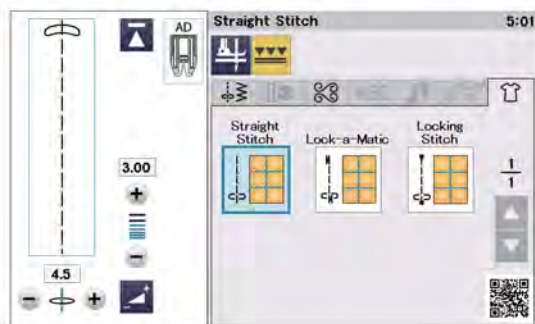 AD
3.00
4.5
Straight Stitch
5:01
Straight
Stitch
Lock-a-Matic
Locking
Stitch
1
1